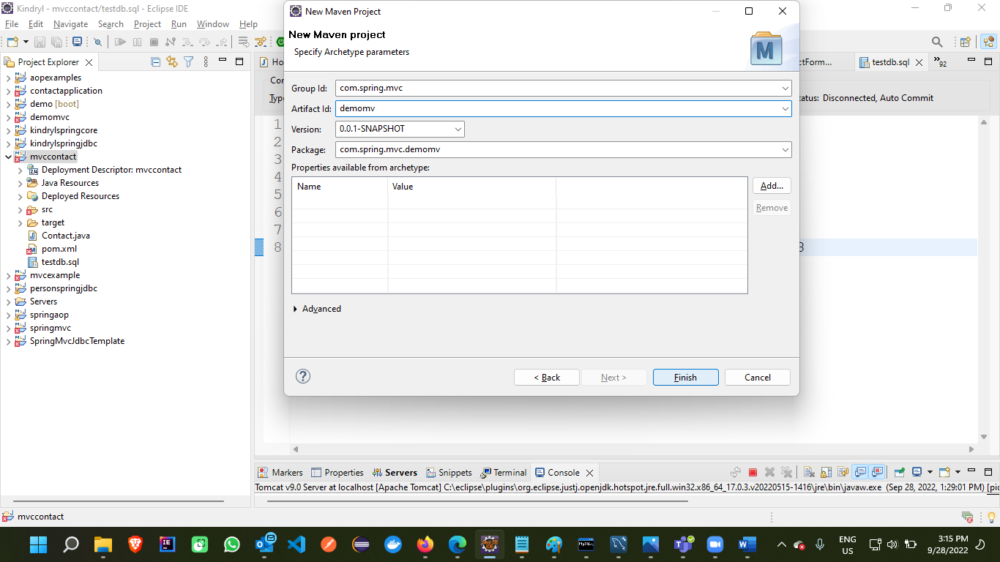 Kindryl - mvccontact/testdb.sql - Eclipse IDE
File Edit Navigate Search Project Run Window Help
Project Explorer
aopexamples
contactapplication
demo [boot]
demomvc
kindrylspringcore
kindrylspringjdbc
mvccontact
Deployment Descriptor: mvccontact
Java Resources
Deployed Resources
src
target
Contact.java
pom.xml
testdb.sql
mvcexample
personspringjdbc
Servers
springaop
springmvc
SpringMvcJdbcTemplate
Ho
ctForm...
testdb.sql
»92
Con
Type
atus: Disconnected, Auto Commit
1
2
3
4
5
6
7
8
3
New Maven Project
New Maven project
Specify Archetype parameters
M
Group Id: com.spring.mvc
Artifact Id: demomv
Version: 0.0.1-SNAPSHOT
Package: com.spring.mvc.demomv
Properties available from archetype:
Name Value
Add...
Remove
Advanced
< Back Next > Finish Cancel
Markers Properties Servers Snippets Terminal Console
Tomcat v9.0 Server at localhost [Apache Tomcat] C:\eclipse\plugins\org.eclipse.justj.openjdk.hotspot.jre.full.win32.x86_64_17.0.3.v20220515-1416\jre\bin\javaw.exe (Sep 28, 2022, 1:29:01 PM) [pic
mvccontact
ENG
US
3:15 PM
9/28/2022